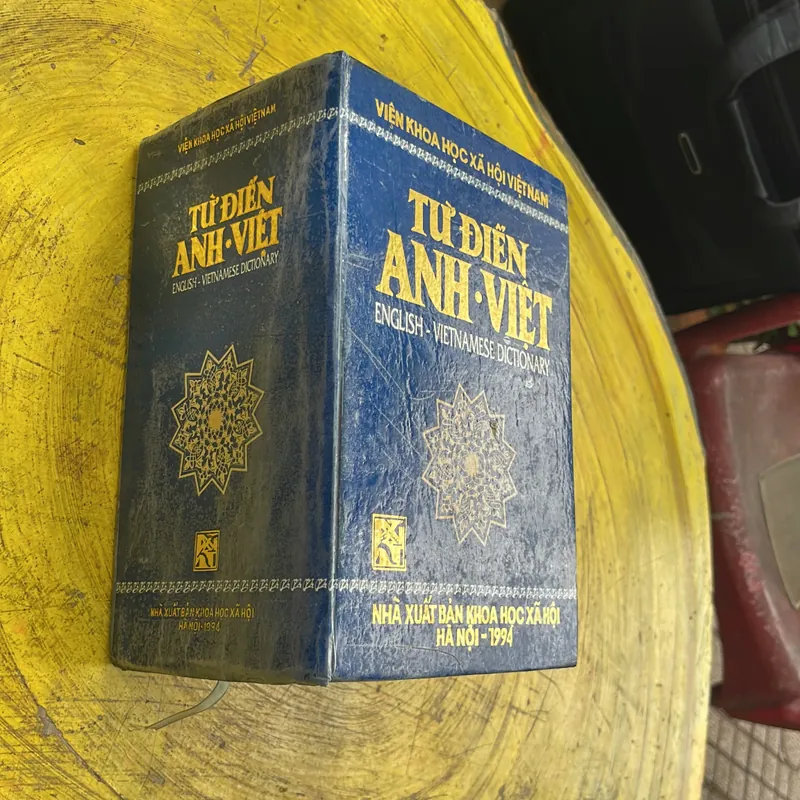 VIỆN KHOA HỌC XÃ HỘI VIỆT NAM
TỪ ĐIỂN
ANH·VIỆT
ENGLISH - VIETNAMESE DICTIONARY
NHÀ XUẤT BẢN KHOA HỌC XÃ HỘI
HÀ NỘI - 1994
VIỆN KHOA HỌC XÃ HỘI VIỆT NAM
TỪ ĐIỂN
ANH·VIỆT
ENGLISH - VIETNAMESE DICTIONARY
NHÀ XUẤT BẢN KHOA HỌC XÃ HỘI
HÀ NỘI - 1994